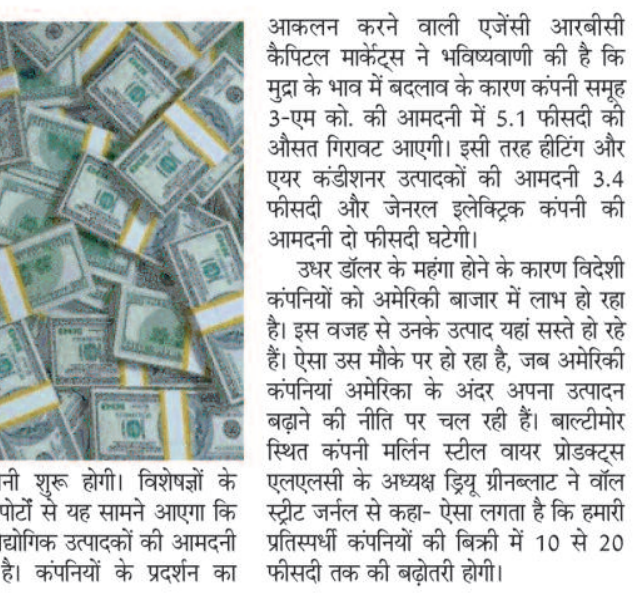 नी शुरू होगी। विशेषज्ञों के
पोर्टों से यह सामने आएगा कि
द्योगिक उत्पादकों की आमदनी
है। कंपनियों के प्रदर्शन का
आकलन करने वाली एजेंसी आरबीसी
कैपिटल मार्केट्स ने भविष्यवाणी की है कि
मुद्रा के भाव में बदलाव के कारण कंपनी समूह
3-एम को. की आमदनी में 5.1 फीसदी की
औसत गिरावट आएगी। इसी तरह हीटिंग और
एयर कंडीशनर उत्पादकों की आमदनी 3.4
फीसदी और जेनरल इलेक्ट्रिक कंपनी की
आमदनी दो फीसदी घटेगी।
उधर डॉलर के महंगा होने के कारण विदेशी
कंपनियों को अमेरिकी बाजार में लाभ हो रहा
है। इस वजह से उनके उत्पाद यहां सस्ते हो रहे
हैं। ऐसा उस मौके पर हो रहा है, जब अमेरिकी
कंपनियां अमेरिका के अंदर अपना उत्पादन
बढ़ाने की नीति पर चल रही हैं। बाल्टीमोर
स्थित कंपनी मर्लिन स्टील वायर प्रोडक्ट्स
एलएलसी के अध्यक्ष ड्रियू ग्रीनब्लाट ने वॉल
स्ट्रीट जर्नल से कहा- ऐसा लगता है कि हमारी
प्रतिस्पर्धी कंपनियों की बिक्री में 10 से 20
फीसदी तक की बढ़ोतरी होगी।